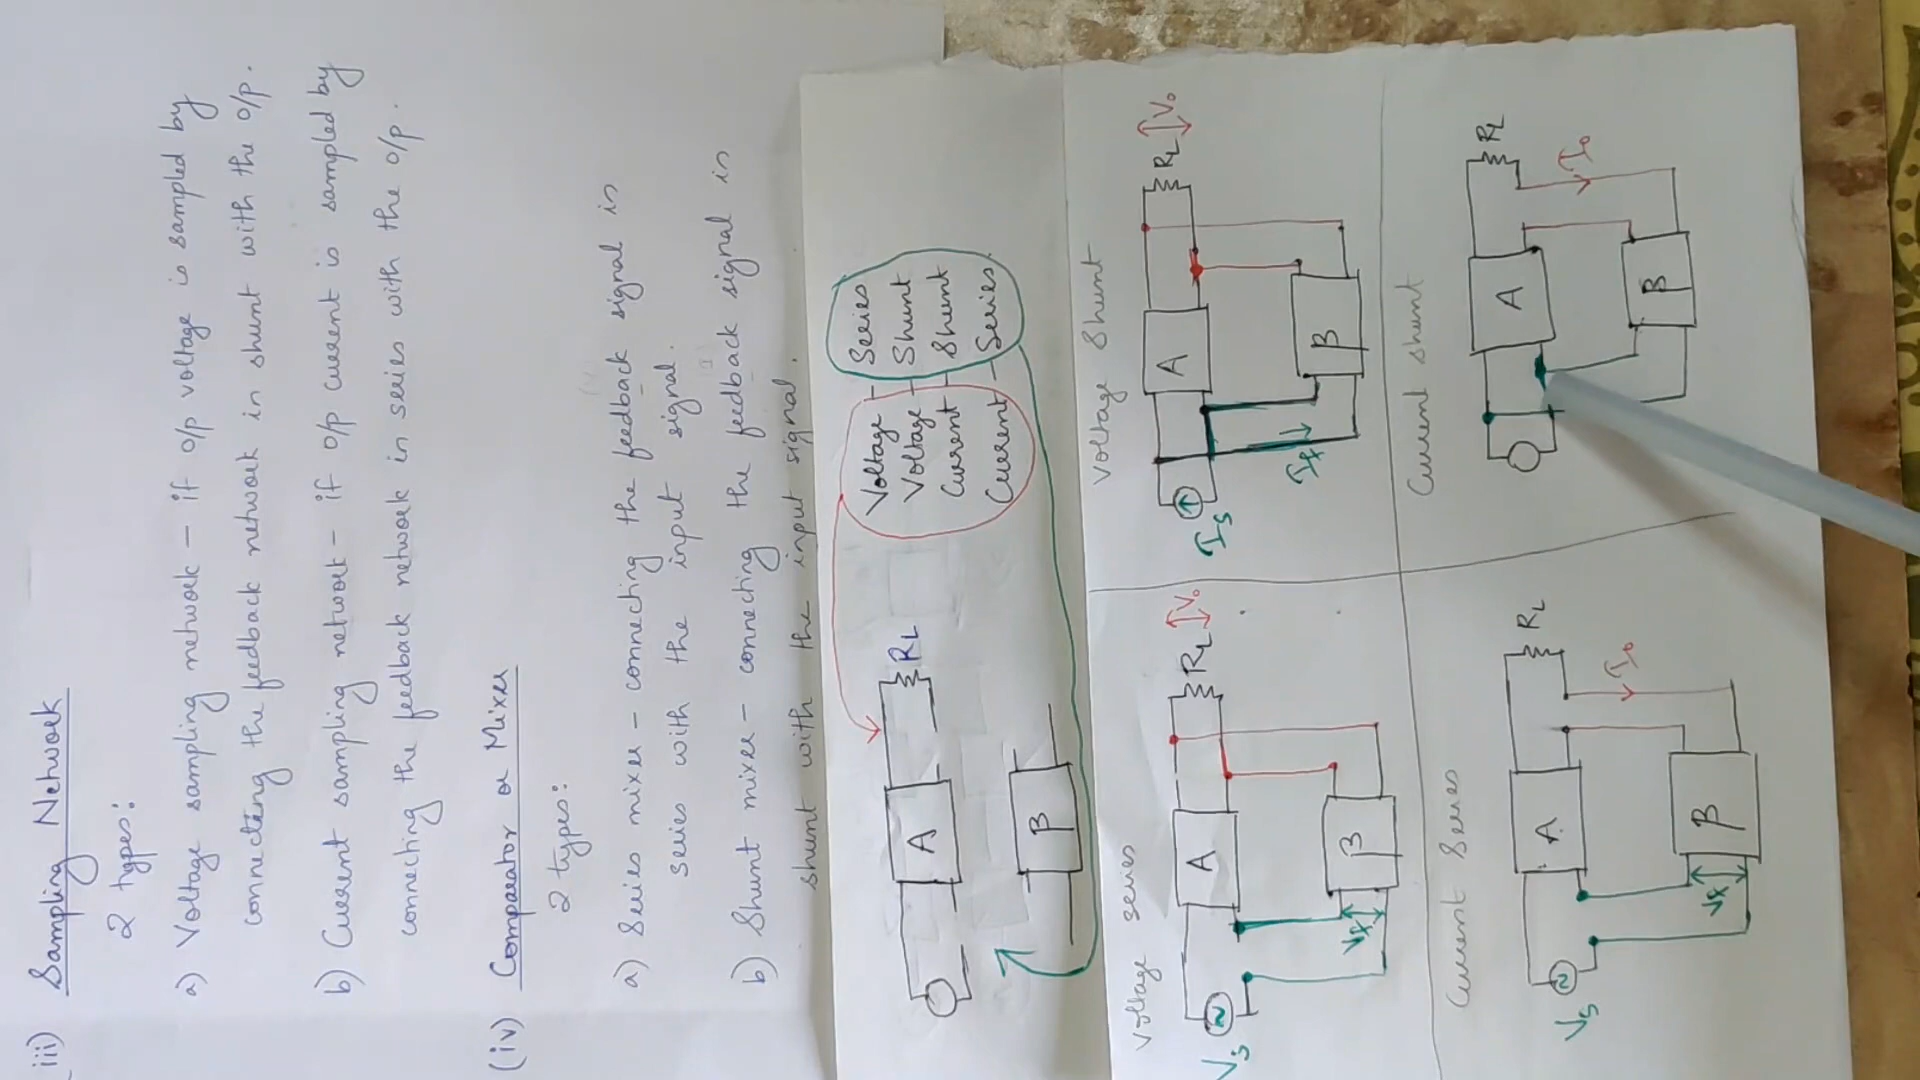 (iii) Sampling Network
2 types:
a) Voltage sampling network - if o/p voltage is sampled by
connecting the feedback network in shunt with the o/p.
b) Current sampling network - if o/p current is sampled by
connecting the feedback network in series with the o/p.
(iv) Comparator or Mixer
2 types:
a) Series mixer - connecting the feedback signal in
series with the input signal.
b) Shunt mixer - connecting the feedback signal in
shunt with the input signal.
A
RL
β
Voltage - Series
Voltage - Shunt
Current - Shunt
Current - Series
Voltage series
Vs
A
RL
Vo
β
Vf
Voltage Shunt
Is
A
RL
Vo
β
If
Current Series
Vs
A
RL
Io
β
Vf
Current shunt
A
RL
Io
β